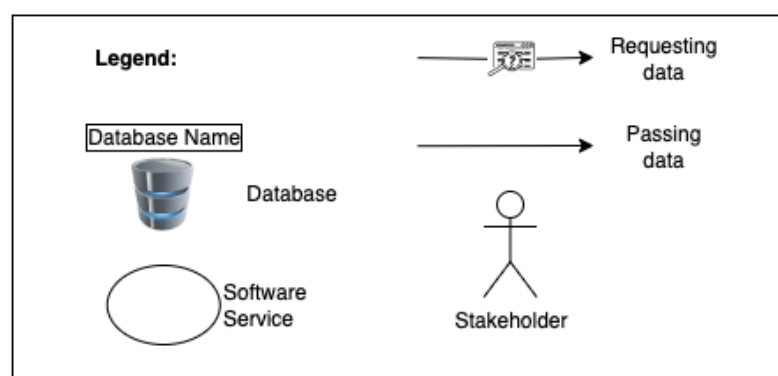 Legend:
Requesting
data
Database Name
Passing
data
Database
Software
Service
Stakeholder